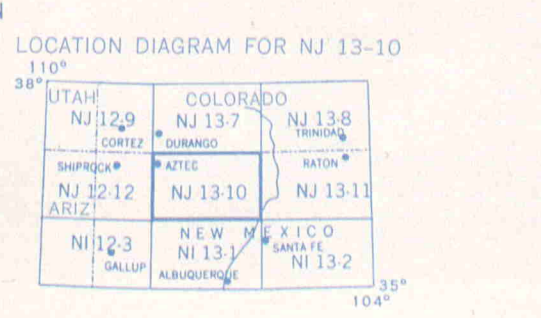 LOCATION DIAGRAM FOR NJ 13-10
110°
38°
UTAH COLORADO
NJ 12-9 NJ 13-7 NJ 13-8
TRINIDAD
CORTEZ DURANGO
SHIPROCK AZTEC RATON
NJ 12-12 NJ 13-10 NJ 13-11
ARIZ
NEW MEXICO
NI 12-3 NI 13-1 SANTA FE
GALLUP NI 13-2
ALBUQUERQUE
35°
104°